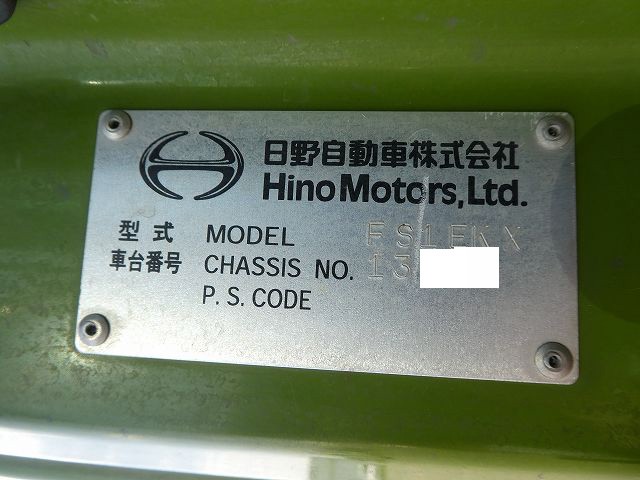 日野自動車株式会社
Hino Motors, Ltd.
型式 MODEL FS1EKX
車台番号 CHASSIS NO. 13
P.S.CODE